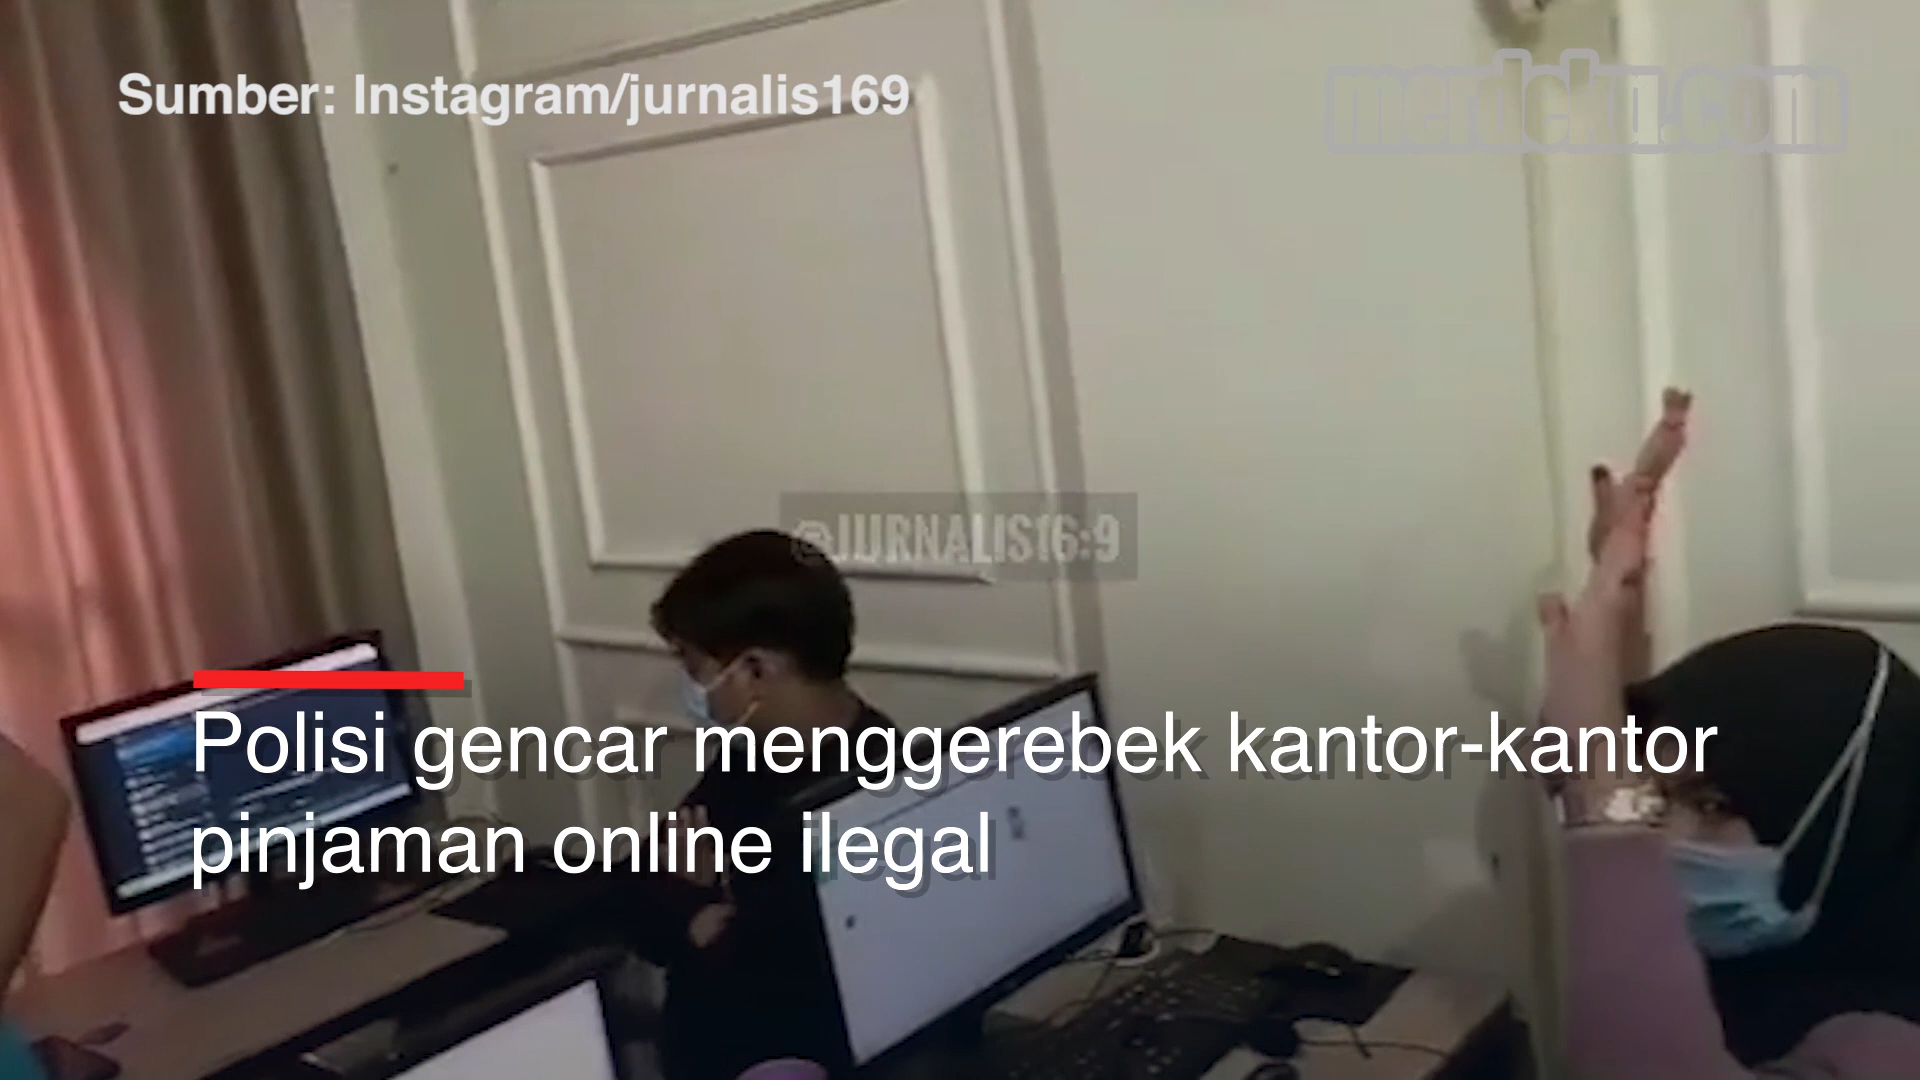 Sumber: Instagram/jurnalis169
merdeka.com
@JURNALIS16:9
Polisi gencar menggerebek kantor-kantor
pinjaman online ilegal